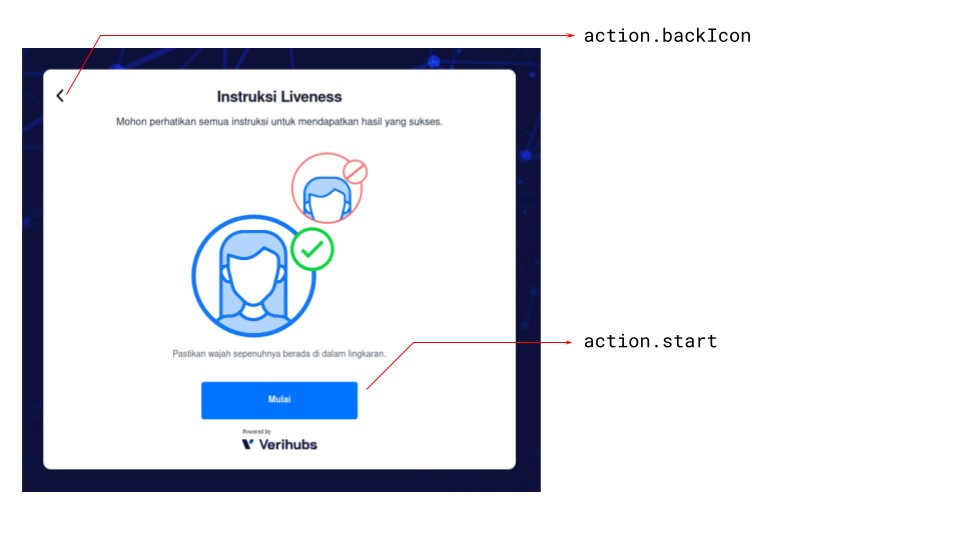 action.backIcon
Instruksi Liveness
Mohon perhatikan semua instruksi untuk mendapatkan hasil yang sukses.
action.start
Pastikan wajah sepenuhnya berada di dalam lingkaran.
Mulai
Powered by
Verihubs